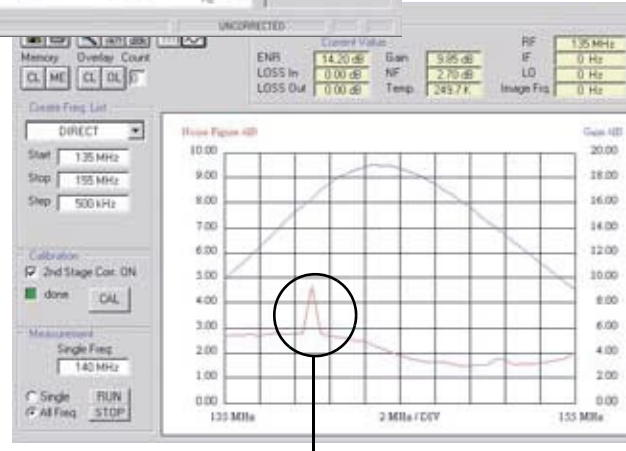 UNCORRECTED
Memory Overlay Count
CL ME CL OL 0
Current Value
ENR 14.20 dB Gain 9.85 dB
LOSS In 0.00 dB NF 2.70 dB
LOSS Out 0.00 dB Temp. 249.7 K
RF 135 MHz
IF 0 Hz
LO 0 Hz
Image Frq 0 Hz
Create Freq. List
DIRECT
Start 135 MHz
Stop 155 MHz
Step 500 kHz
Calibration
2nd Stage Corr. ON
done CAL
Measurement
Single Freq
140 MHz
Single RUN
All Freq STOP
Noise Figure /dB
Gain /dB
10.00
9.00
8.00
7.00
6.00
5.00
4.00
3.00
2.00
1.00
0.00
20.00
18.00
16.00
14.00
12.00
10.00
8.00
6.00
4.00
2.00
0.00
135 MHz 2 MHz / DIV 155 MHz